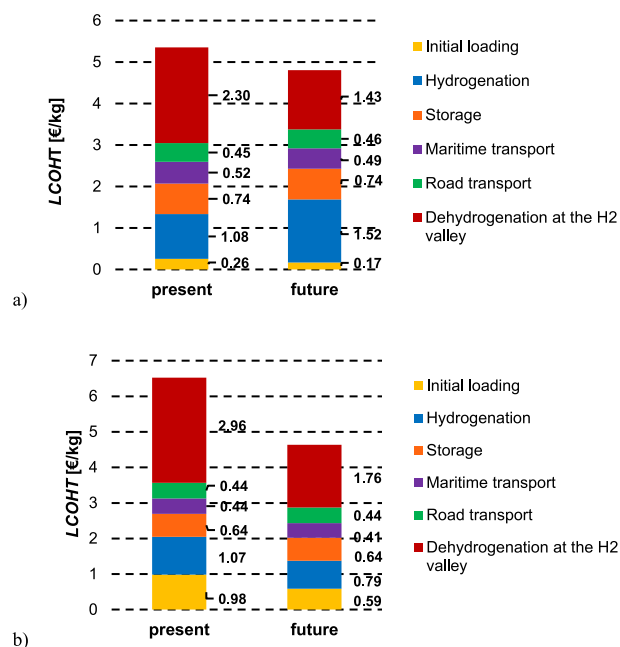 6
5
4
3
2
1
0
LCOHT [€/kg]
2.30
0.45
0.52
0.74
1.08
0.26
1.43
0.46
0.49
0.74
1.52
0.17
present
future
Initial loading
Hydrogenation
Storage
Maritime transport
Road transport
Dehydrogenation at the H2
valley
a)
7
6
5
4
3
2
1
0
LCOHT [€/kg]
2.96
0.44
0.44
0.64
1.07
0.98
1.76
0.44
0.41
0.64
0.79
0.59
present
future
Initial loading
Hydrogenation
Storage
Maritime transport
Road transport
Dehydrogenation at the H2
valley
b)